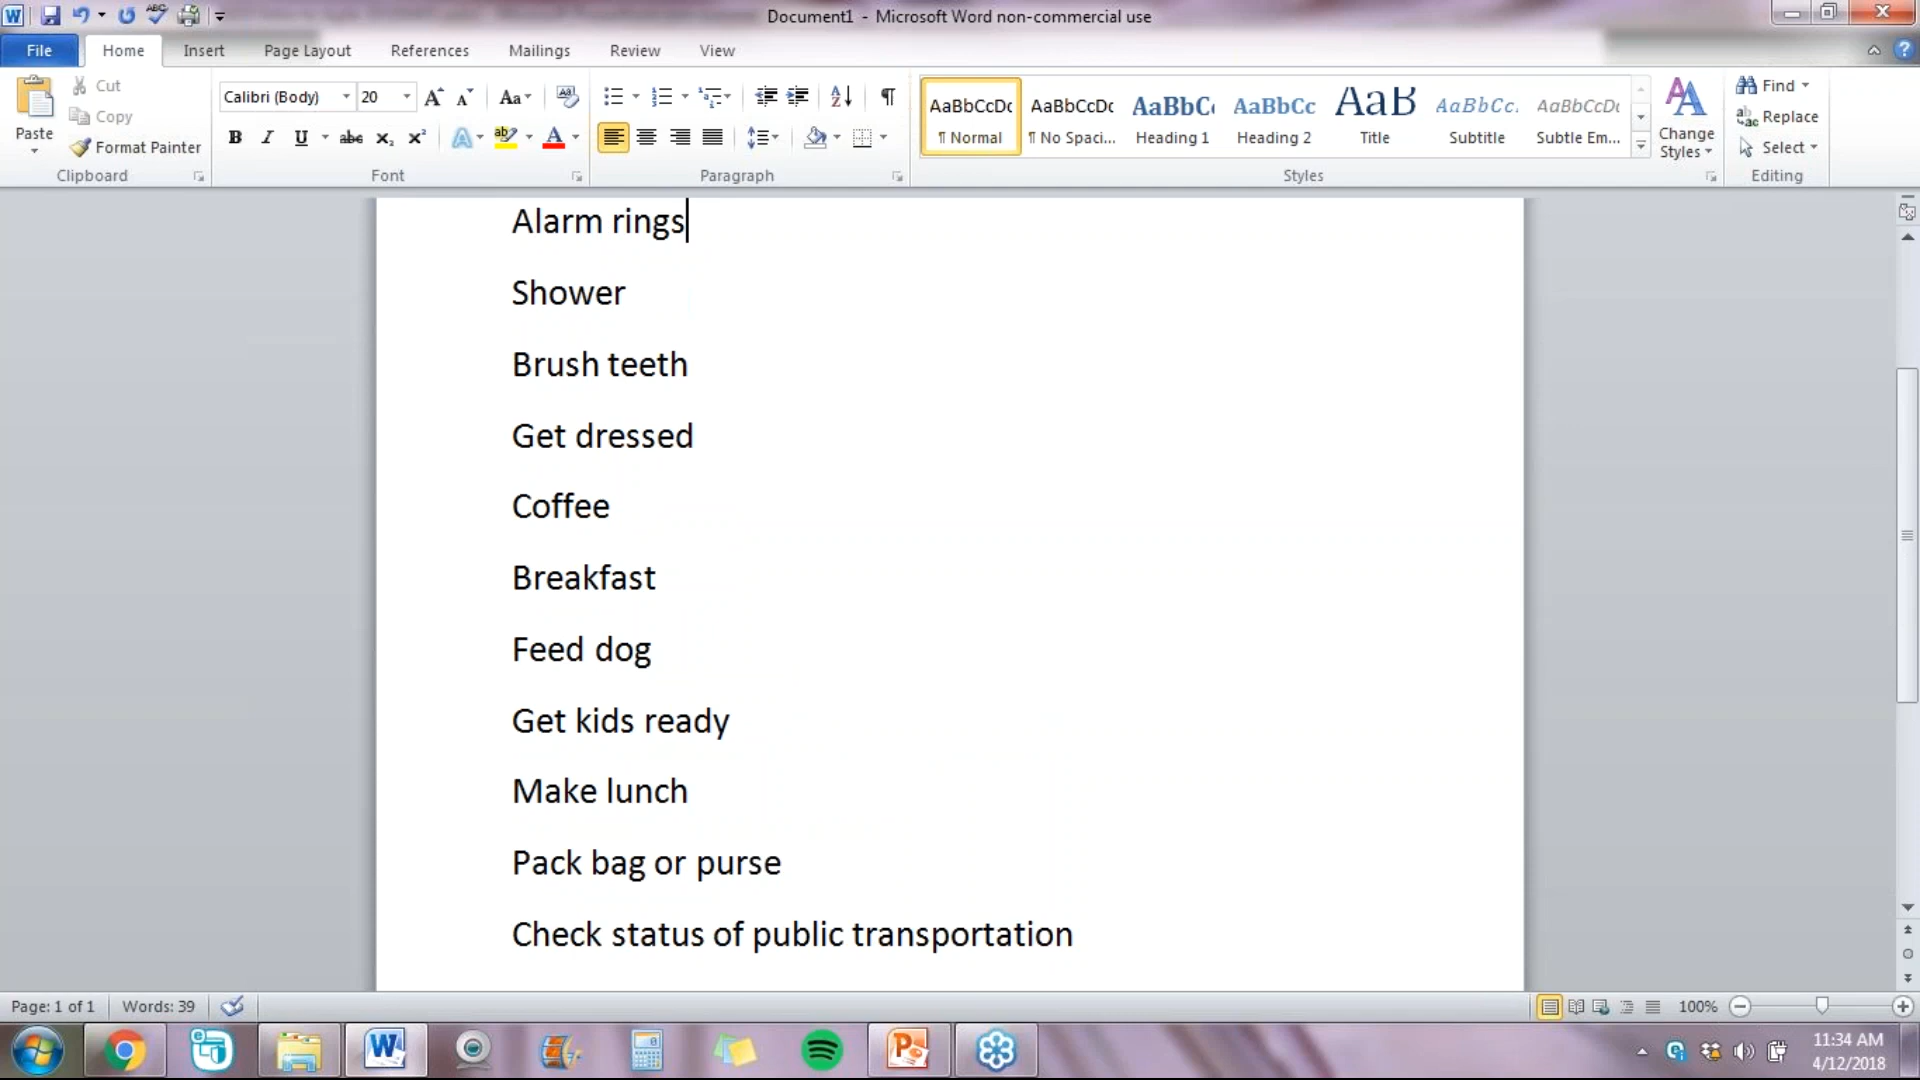 Document1 - Microsoft Word non-commercial use
File Home Insert Page Layout References Mailings Review View
Paste
Cut
Copy
Format Painter
Clipboard
Calibri (Body) 20
Font
Paragraph
AaBbCcDc AaBbCcDc AaBbC AaBbCc AaB AaBbCc. AaBbCcDc
¶ Normal ¶ No Spaci... Heading 1 Heading 2 Title Subtitle Subtle Em...
Styles
Change
Styles
Find
Replace
Select
Editing
Alarm rings
Shower
Brush teeth
Get dressed
Coffee
Breakfast
Feed dog
Get kids ready
Make lunch
Pack bag or purse
Check status of public transportation
Page: 1 of 1 Words: 39 100%
11:34 AM
4/12/2018